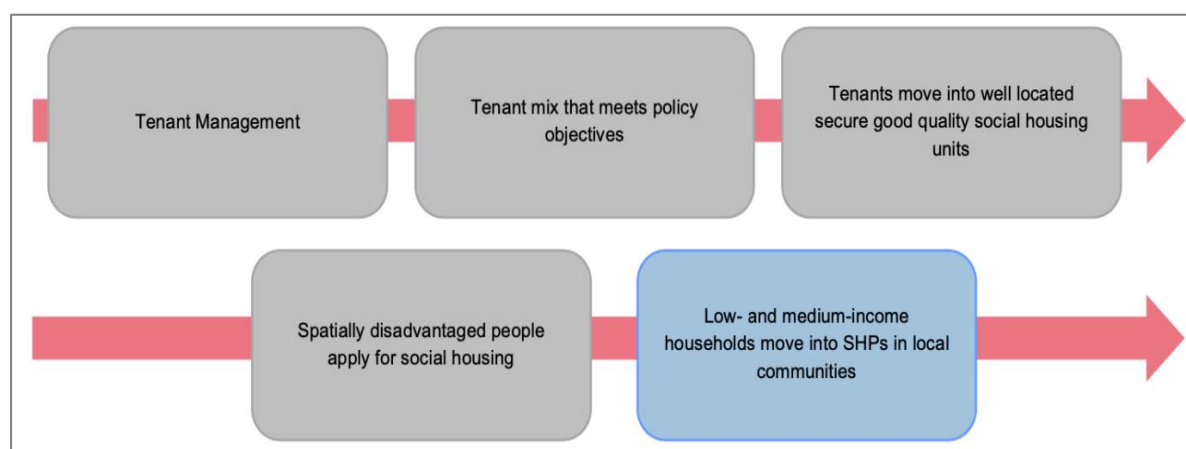 Tenant Management
Tenant mix that meets policy
objectives
Tenants move into well located
secure good quality social housing
units
Spatially disadvantaged people
apply for social housing
Low- and medium-income
households move into SHPs in local
communities